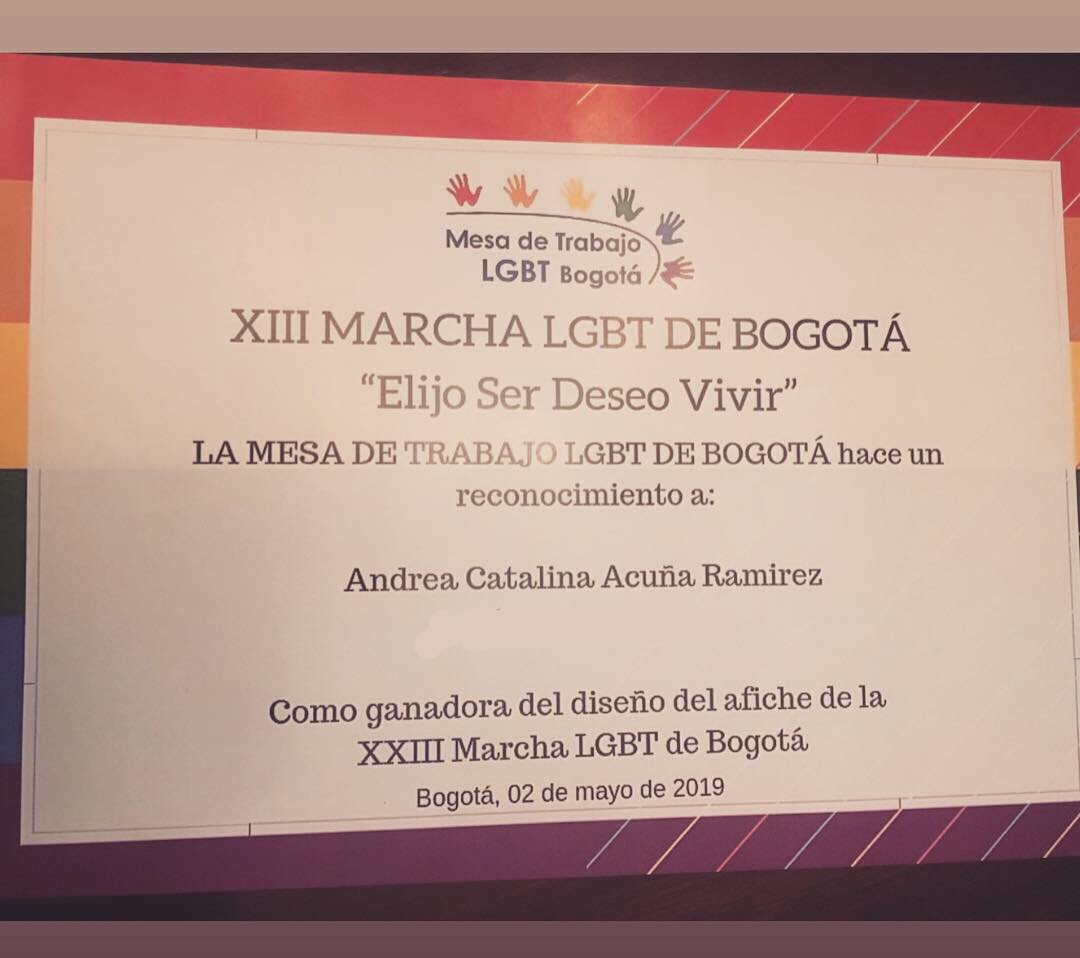 Mesa de Trabajo
LGBT Bogotá
XIII MARCHA LGBT DE BOGOTÁ
“Elijo Ser Deseo Vivir”
LA MESA DE TRABAJO LGBT DE BOGOTÁ hace un
reconocimiento a:
Andrea Catalina Acuña Ramirez
Como ganadora del diseño del afiche de la
XXIII Marcha LGBT de Bogotá
Bogotá, 02 de mayo de 2019